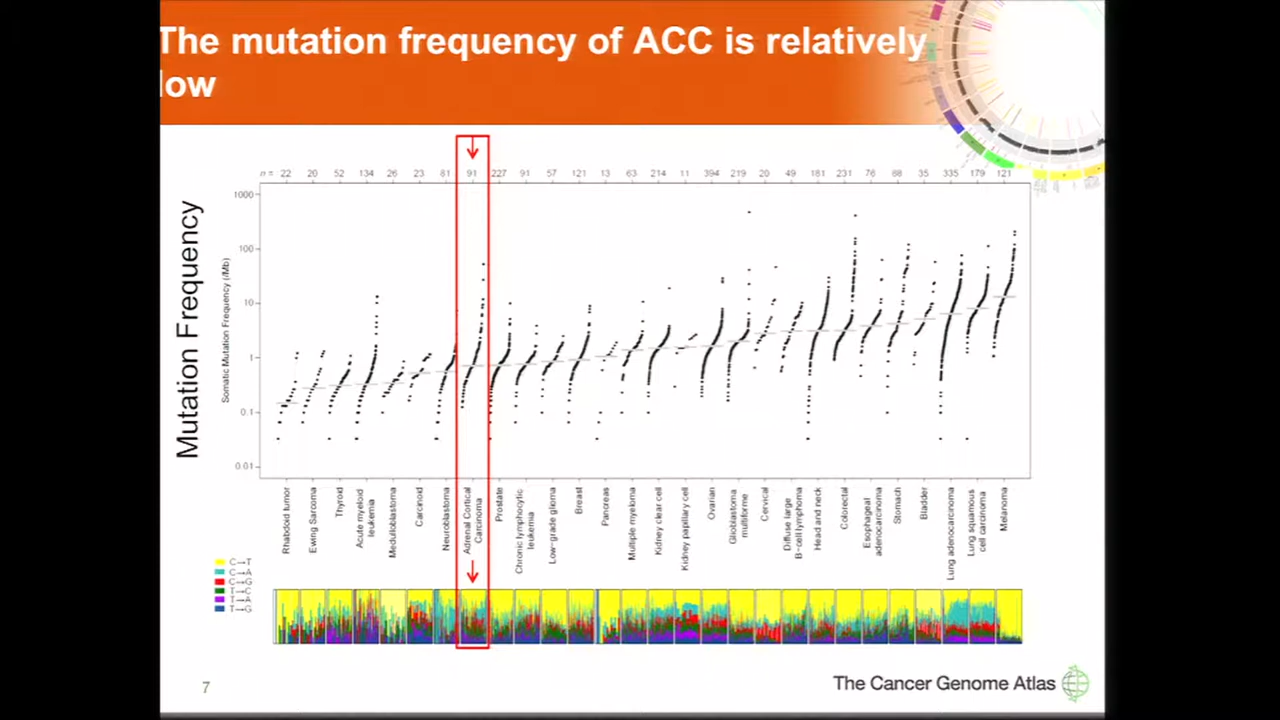 The mutation frequency of ACC is relatively
low
n = 22 20 52 134 26 23 81 91 227 91 57 121 13 63 214 11 394 219 20 49 181 231 76 88 35 335 179 121
Mutation Frequency
Somatic Mutation Frequency (/Mb)
1000
100
10
1
0.1
0.01
Rhabdoid tumor
Ewing Sarcoma
Thyroid
Acute myeloid
leukemia
Medulloblastoma
Carcinoid
Neuroblastoma
Adrenal Cortical
Carcinoma
Prostate
Chronic lymphocytic
leukemia
Low-grade glioma
Breast
Pancreas
Multiple myeloma
Kidney clear cell
Kidney papillary cell
Ovarian
Glioblastoma
multiforme
Cervical
Diffuse large
B-cell lymphoma
Head and neck
Colorectal
Esophageal
adenocarcinoma
Stomach
Bladder
Lung adenocarcinoma
Lung squamous
cell carcinoma
Melanoma
C→T
C→A
C→G
T→C
T→A
T→G
7
The Cancer Genome Atlas